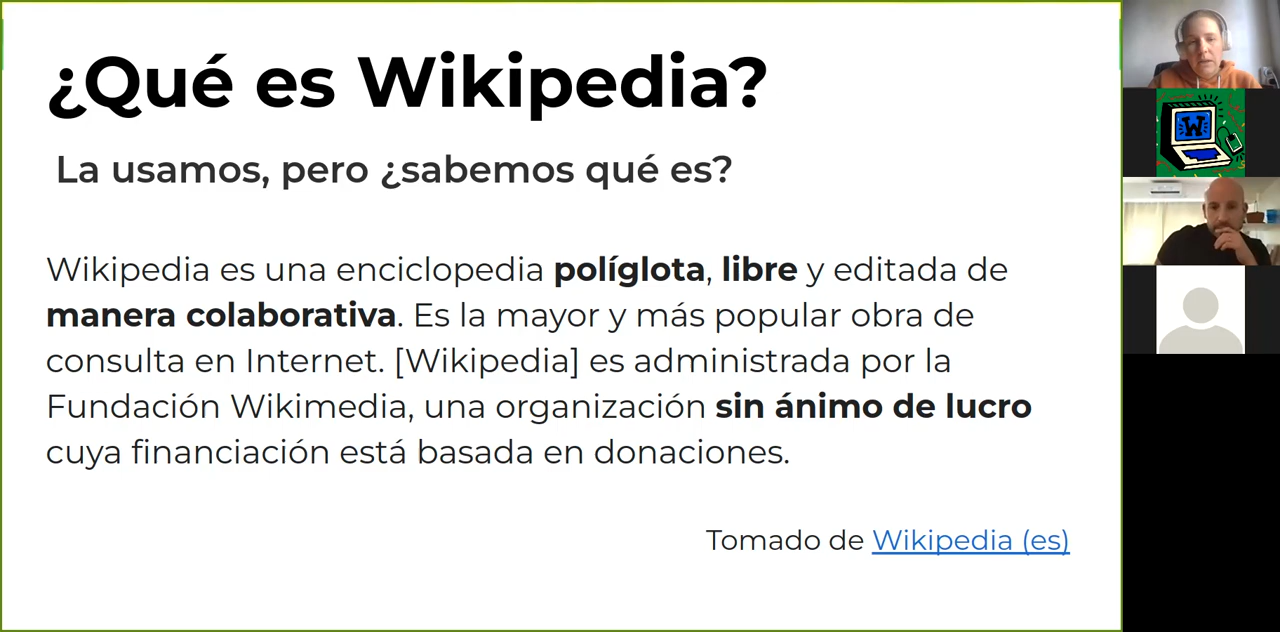 ¿Qué es Wikipedia?
La usamos, pero ¿sabemos qué es?
Wikipedia es una enciclopedia políglota, libre y editada de
manera colaborativa. Es la mayor y más popular obra de
consulta en Internet. [Wikipedia] es administrada por la
Fundación Wikimedia, una organización sin ánimo de lucro
cuya financiación está basada en donaciones.
Tomado de Wikipedia (es)
W